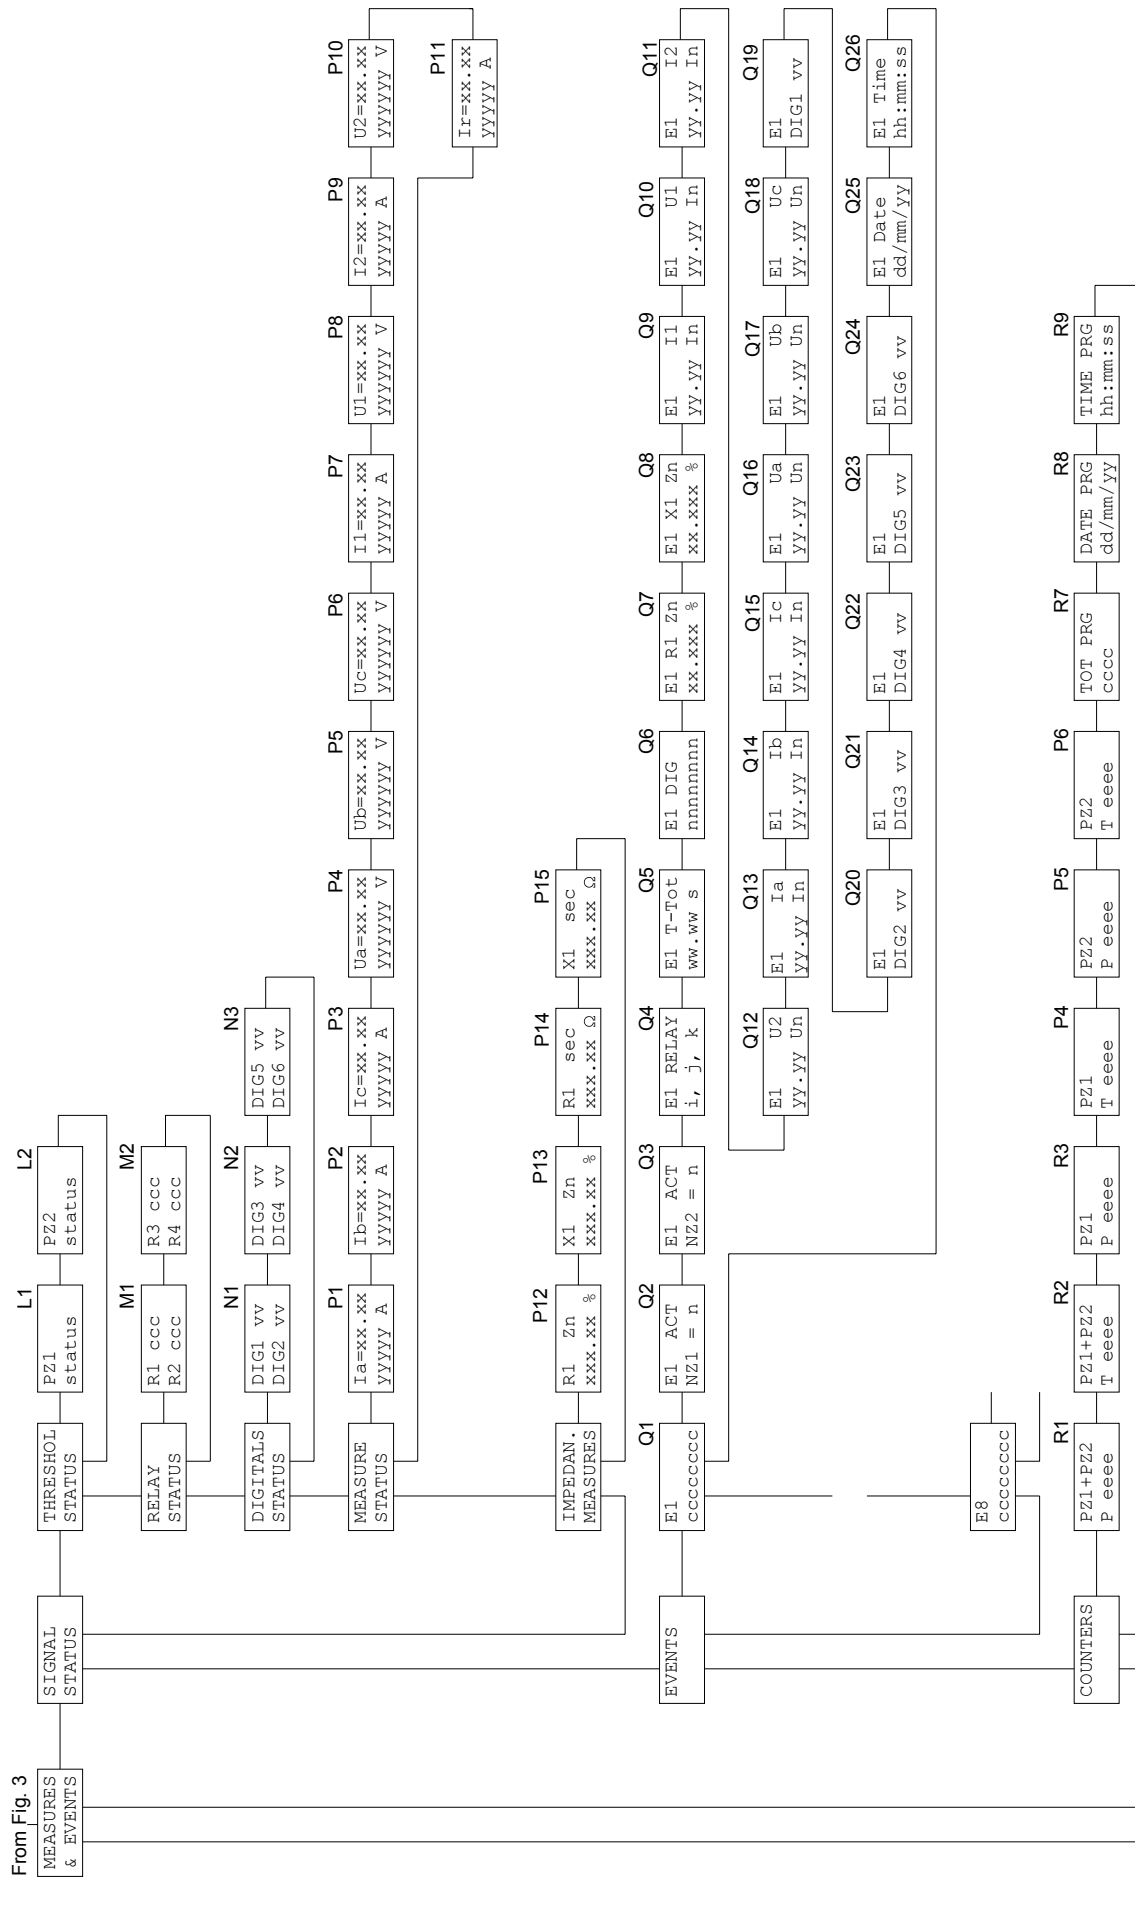 From Fig. 3
MEASURES
& EVENTS
SIGNAL
STATUS
THRESHOL
STATUS
L1
PZ1
status
L2
PZ2
status
RELAY
STATUS
M1
R1 ccc
R2 ccc
M2
R3 ccc
R4 ccc
DIGITALS
STATUS
N1
DIG1 vv
DIG2 vv
N2
DIG3 vv
DIG4 vv
N3
DIG5 vv
DIG6 vv
MEASURE
STATUS
P1
Ia=xx.xx
yyyyy A
P2
Ib=xx.xx
yyyyy A
P3
Ic=xx.xx
yyyyy A
P4
Ua=xx.xx
yyyyyy V
P5
Ub=xx.xx
yyyyyy V
P6
Uc=xx.xx
yyyyyy V
P7
I1=xx.xx
yyyyy A
P8
U1=xx.xx
yyyyyy V
P9
I2=xx.xx
yyyyy A
P10
U2=xx.xx
yyyyyy V
P11
Ir=xx.xx
yyyyy A
IMPEDAN.
MEASURES
P12
R1 Zn
xxx.xx %
P13
X1 Zn
xxx.xx %
P14
R1 sec
xxx.xx Ω
P15
X1 sec
xxx.xx Ω
EVENTS
Q1
E1
cccccccc
Q2
E1 ACT
NZ1 = n
Q3
E1 ACT
NZ2 = n
Q4
E1 RELAY
i, j, k
Q5
E1 T-Tot
ww.ww s
Q6
E1 DIG
nnnnnnnn
Q7
E1 R1 Zn
xx.xxx %
Q8
E1 X1 Zn
xx.xxx %
Q9
E1 I1
yy.yy In
Q10
E1 U1
yy.yy In
Q11
E1 I2
yy.yy In
Q12
E1 U2
yy.yy Un
Q13
E1 Ia
yy.yy In
Q14
E1 Ib
yy.yy In
Q15
E1 Ic
yy.yy In
Q16
E1 Ua
yy.yy Un
Q17
E1 Ub
yy.yy Un
Q18
E1 Uc
yy.yy Un
Q19
E1
DIG1 vv
Q20
E1
DIG2 vv
Q21
E1
DIG3 vv
Q22
E1
DIG4 vv
Q23
E1
DIG5 vv
Q24
E1
DIG6 vv
Q25
E1 Date
dd/mm/yy
Q26
E1 Time
hh:mm:ss
E8
cccccccc
COUNTERS
R1
PZ1+PZ2
P eeee
R2
PZ1+PZ2
T eeee
R3
PZ1
P eeee
P4
PZ1
T eeee
P5
PZ2
P eeee
P6
PZ2
T eeee
R7
TOT PRG
cccc
R8
DATE PRG
dd/mm/yy
R9
TIME PRG
hh:mm:ss